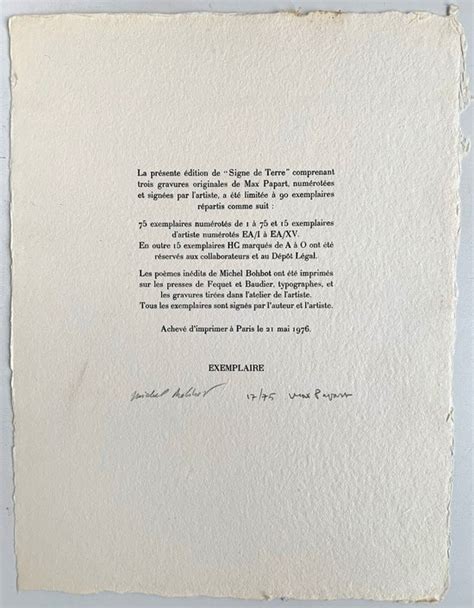 La présente édition de "Signe de Terre" comprenant
trois gravures originales de Max Papart, numérotées
et signées par l'artiste, a été limitée à 90 exemplaires
répartis comme suit :
75 exemplaires numérotés de 1 à 75 et 15 exemplaires
d'artiste numérotés EA/I à EA/XV.
En outre 15 exemplaires HC marqués de A à O ont été
réservés aux collaborateurs et au Dépôt Légal.
Les poèmes inédits de Michel Bohbot ont été imprimés
sur les presses de Fequet et Baudier, typographes, et
les gravures tirées dans l'atelier de l'artiste.
Tous les exemplaires sont signés par l'auteur et l'artiste.
Achevé d'imprimer à Paris le 21 mai 1976.
EXEMPLAIRE
Michel Bohbot 17/75 Max Papart